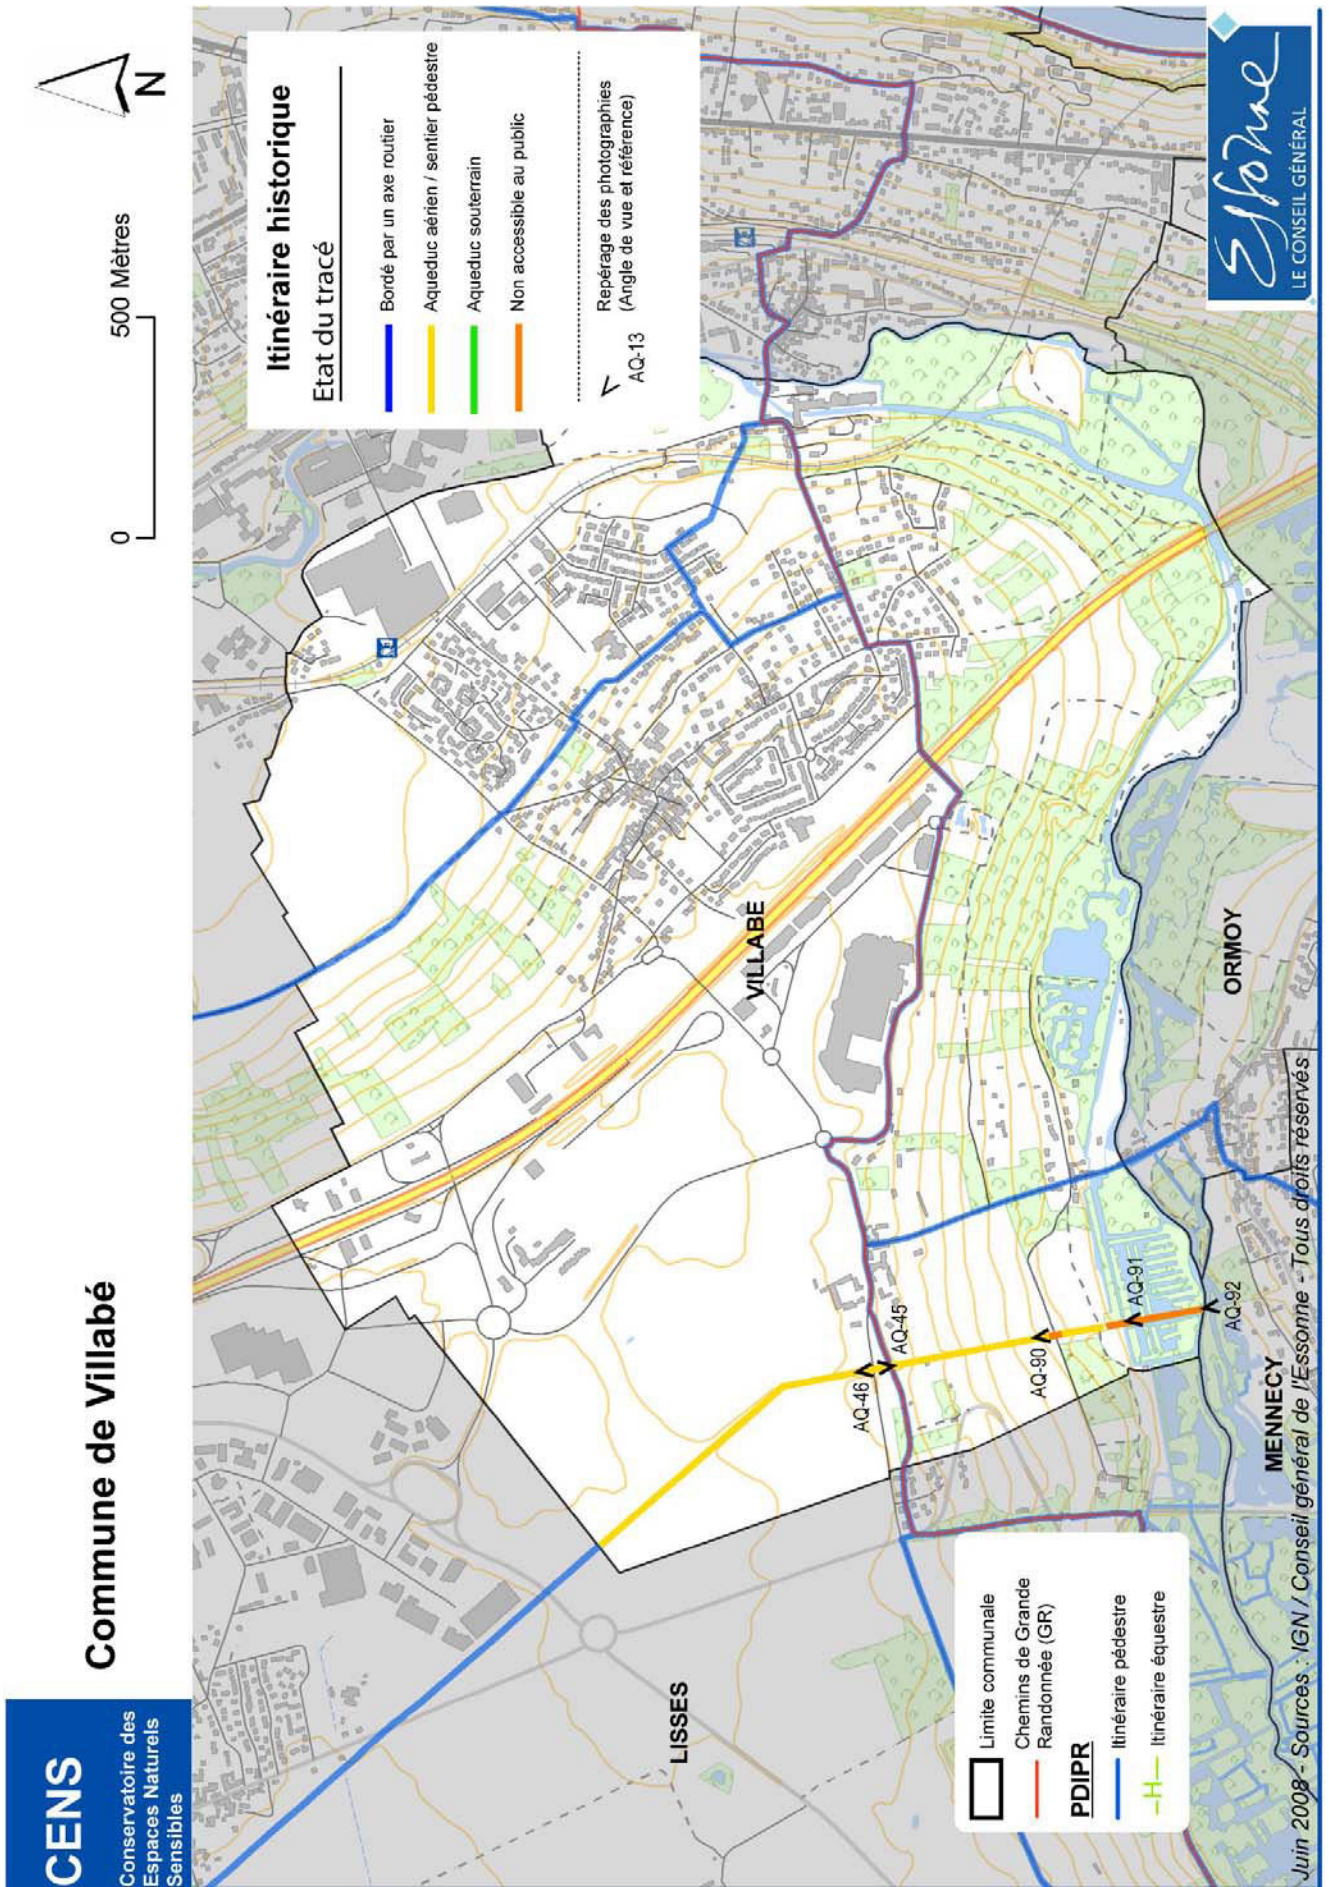 CENS
Conservatoire des
Espaces Naturels
Sensibles
Commune de Villabé
0
500 Mètres
N
Itinéraire historique
Etat du tracé
Bordé par un axe routier
Aqueduc aérien / sentier pédestre
Aqueduc souterrain
Non accessible au public
AQ-13
Repérage des photographies
(Angle de vue et référence)
LISSES
VILLABE
AQ-46
AQ-45
AQ-90
AQ-91
AQ-92
MENNECY
ORMOY
Limite communale
Chemins de Grande
Randonnée (GR)
PDIPR
Itinéraire pédestre
H
Itinéraire équestre
Essonne
LE CONSEIL GÉNÉRAL
Juin 2008 - Sources : IGN / Conseil général de l'Essonne - Tous droits réservés